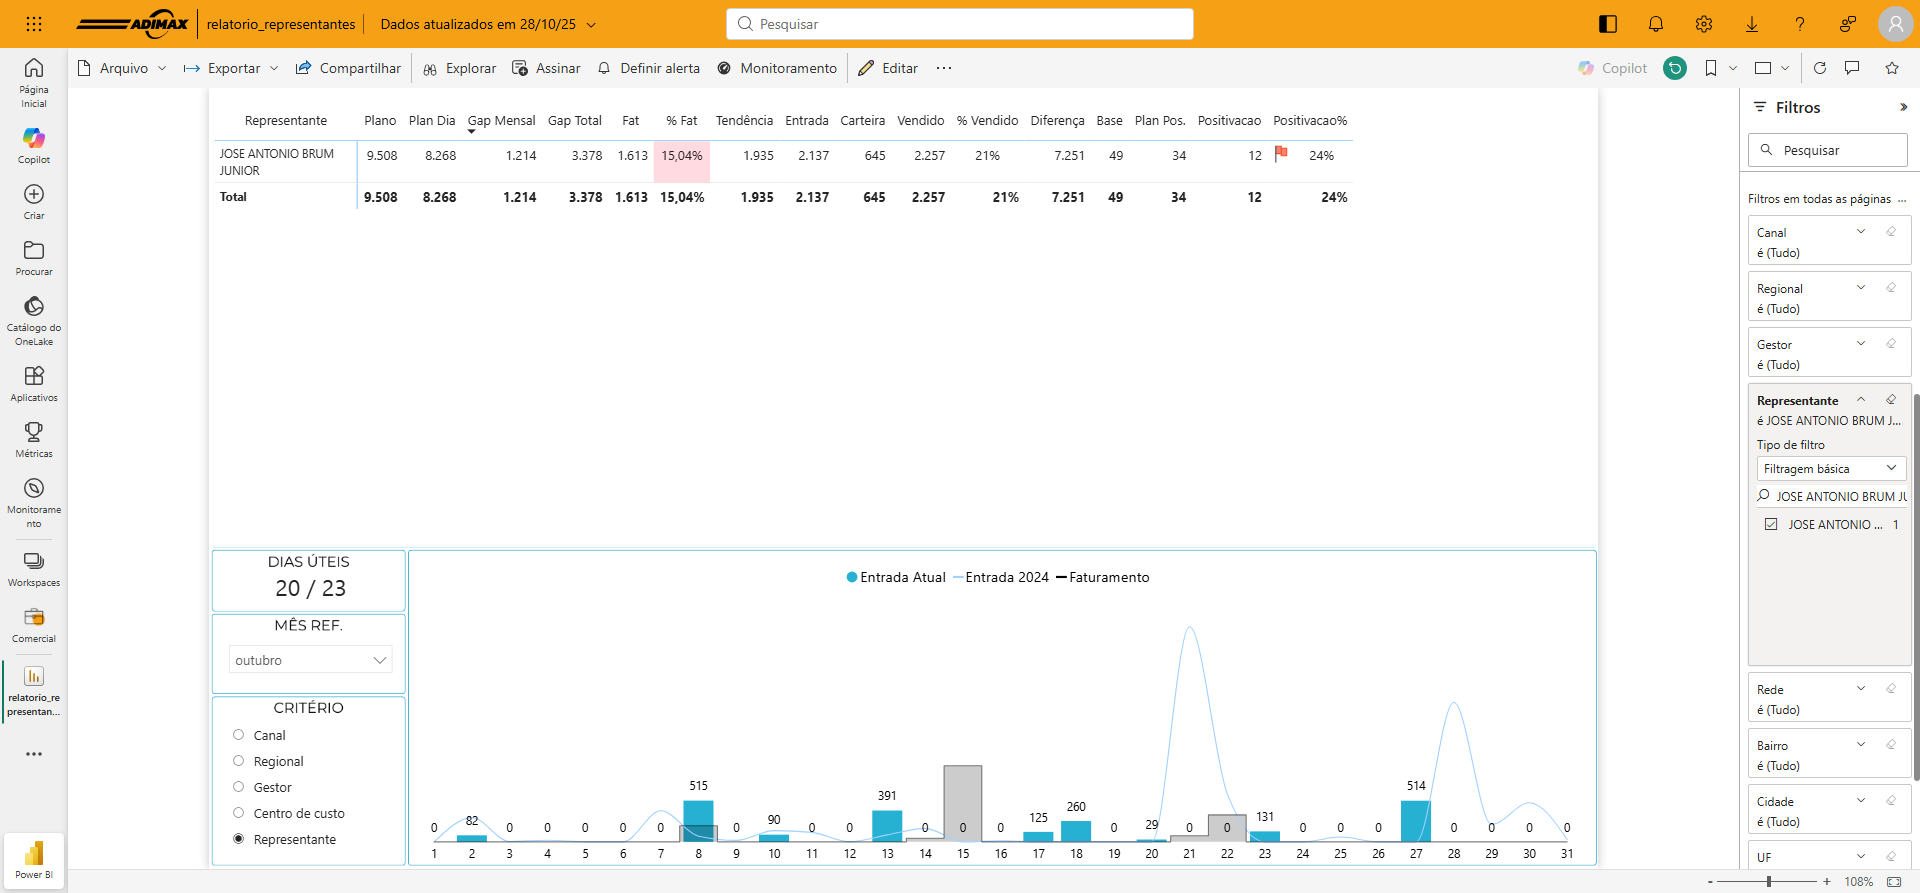 ADIMAX
relatorio_representantes
Dados atualizados em 28/10/25
Pesquisar
Arquivo
Exportar
Compartilhar
Explorar
Assinar
Definir alerta
Monitoramento
Editar
Copilot
Página Inicial
Copilot
Criar
Procurar
Catálogo do OneLake
Aplicativos
Métricas
Monitorame
nto
Workspaces
Comercial
relatorio_re
presentan...
Power BI
Representante Plano Plan Dia Gap Mensal Gap Total Fat % Fat Tendência Entrada Carteira Vendido % Vendido Diferença Base Plan Pos. Positivacao Positivacao%
JOSE ANTONIO BRUM JUNIOR 9.508 8.268 1.214 3.378 1.613 15,04% 1.935 2.137 645 2.257 21% 7.251 49 34 12 24%
Total 9.508 8.268 1.214 3.378 1.613 15,04% 1.935 2.137 645 2.257 21% 7.251 49 34 12 24%
DIAS ÚTEIS
20 / 23
MÊS REF.
outubro
CRITÉRIO
Canal
Regional
Gestor
Centro de custo
Representante
Entrada Atual Entrada 2024 Faturamento
0 82 0 0 0 0 0 515 0 90 0 0 391 0 0 0 125 260 0 29 0 0 131 0 0 0 514 0 0 0 0
1 2 3 4 5 6 7 8 9 10 11 12 13 14 15 16 17 18 19 20 21 22 23 24 25 26 27 28 29 30 31
Filtros
Pesquisar
Filtros em todas as páginas ...
Canal
é (Tudo)
Regional
é (Tudo)
Gestor
é (Tudo)
Representante
é JOSE ANTONIO BRUM J...
Tipo de filtro
Filtragem básica
JOSE ANTONIO BRUM JU
JOSE ANTONIO ... 1
Rede
é (Tudo)
Bairro
é (Tudo)
Cidade
é (Tudo)
UF
- + 108%